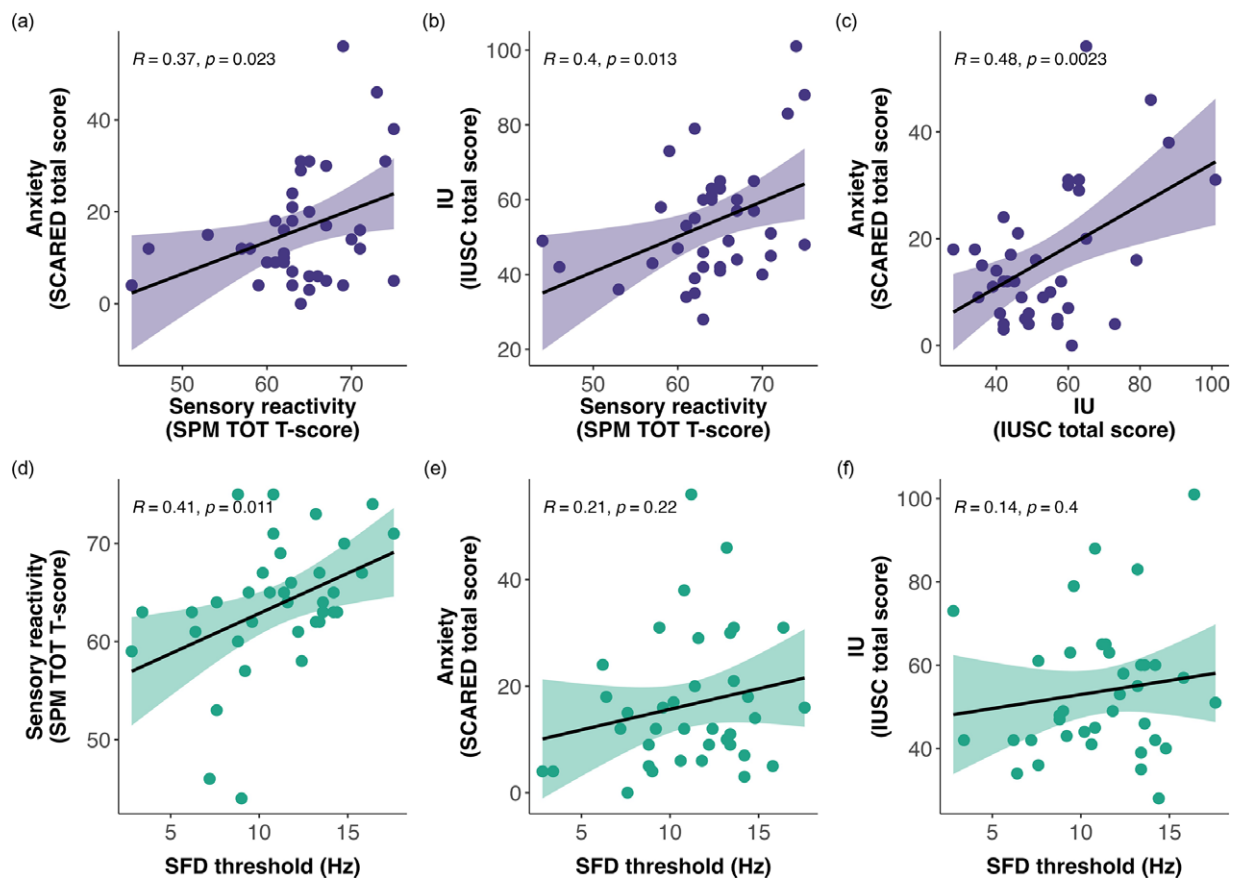 (a)
R = 0.37, p = 0.023
Anxiety
(SCARED total score)
40
20
0
50
60
70
Sensory reactivity
(SPM TOT T-score)
(b)
R = 0.4, p = 0.013
IU
(IUSC total score)
100
80
60
40
20
50
60
70
Sensory reactivity
(SPM TOT T-score)
(c)
R = 0.48, p = 0.0023
Anxiety
(SCARED total score)
40
20
0
40
60
80
100
IU
(IUSC total score)
(d)
R = 0.41, p = 0.011
Sensory reactivity
(SPM TOT T-score)
70
60
50
5
10
15
SFD threshold (Hz)
(e)
R = 0.21, p = 0.22
Anxiety
(SCARED total score)
40
20
0
5
10
15
SFD threshold (Hz)
(f)
R = 0.14, p = 0.4
IU
(IUSC total score)
100
80
60
40
5
10
15
SFD threshold (Hz)